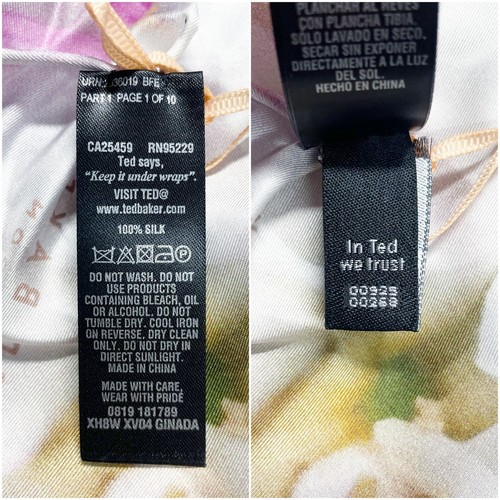 PART 1 PAGE 1 OF 10
CA25459 RN95229
Ted says,
"Keep it under wraps".
VISIT TED@
www.tedbaker.com
100% SILK
DO NOT WASH. DO NOT
USE PRODUCTS
CONTAINING BLEACH, OIL
OR ALCOHOL. DO NOT
TUMBLE DRY. COOL IRON
ON REVERSE. DRY CLEAN
ONLY. DO NOT DRY IN
DIRECT SUNLIGHT.
MADE IN CHINA
MADE WITH CARE,
WEAR WITH PRIDE
0819 181789
XH8W XV04 GINADA
PLANCHAR AL REVÉS
CON PLANCHA TIBIA.
SÓLO LAVADO EN SECO.
SECAR SIN EXPONER
DIRECTAMENTE A LA LUZ
DEL SOL.
HECHO EN CHINA
In Ted
we trust
00925
00268